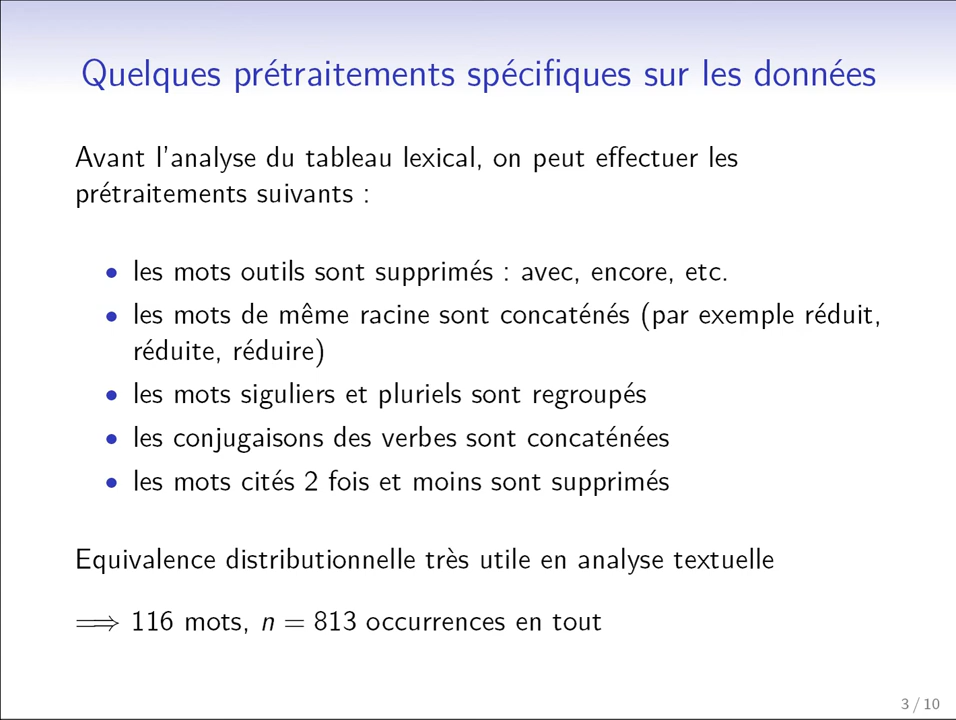 Quelques prétraitements spécifiques sur les données
Avant l'analyse du tableau lexical, on peut effectuer les
prétraitements suivants :
• les mots outils sont supprimés : avec, encore, etc.
• les mots de même racine sont concaténés (par exemple réduit,
réduite, réduire)
• les mots siguliers et pluriels sont regroupés
• les conjugaisons des verbes sont concaténées
• les mots cités 2 fois et moins sont supprimés
Equivalence distributionnelle très utile en analyse textuelle
⟹ 116 mots, n = 813 occurrences en tout
3 / 10